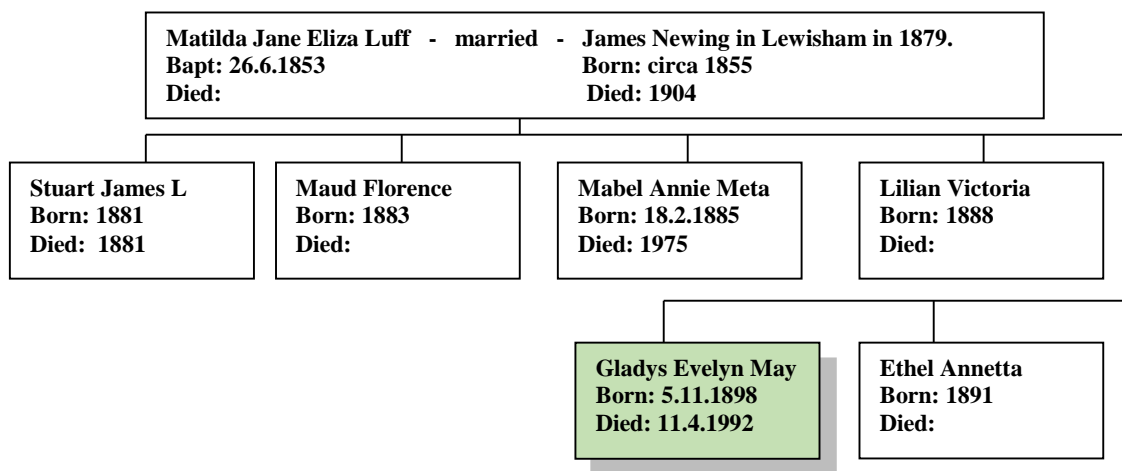 Matilda Jane Eliza Luff - married - James Newing in Lewisham in 1879.
Bapt: 26.6.1853 Born: circa 1855
Died: Died: 1904
Stuart James L
Born: 1881
Died: 1881
Maud Florence
Born: 1883
Died:
Mabel Annie Meta
Born: 18.2.1885
Died: 1975
Lilian Victoria
Born: 1888
Died:
Gladys Evelyn May
Born: 5.11.1898
Died: 11.4.1992
Ethel Annetta
Born: 1891
Died: